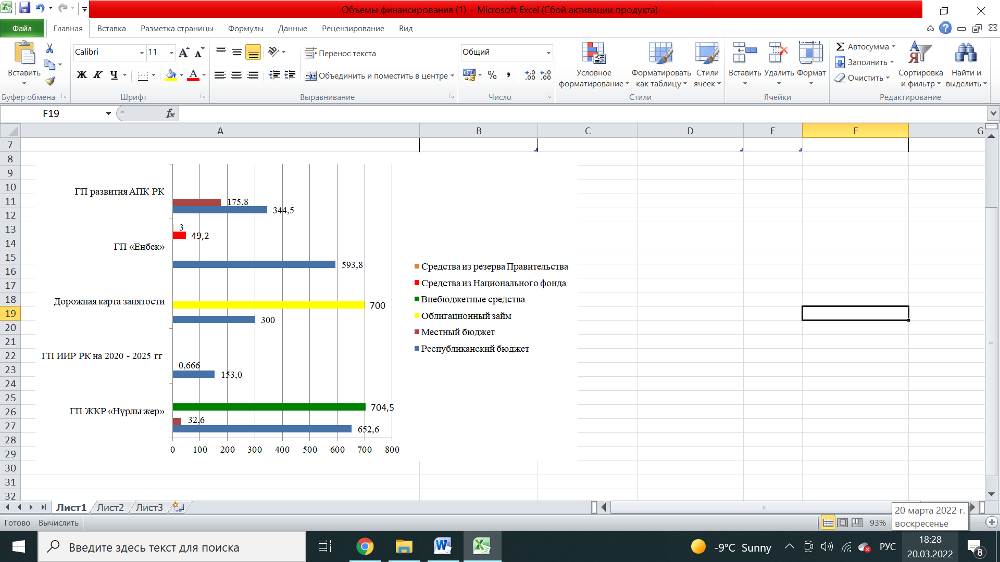 Объемы финансирования (1) - Microsoft Excel (Сбой активации продукта)
Файл Главная Вставка Разметка страницы Формулы Данные Рецензирование Вид
Calibri 11 Перенос текста Общий Автосумма
Вставить Ж К Ч Объединить и поместить в центре % Условное форматирование Форматировать как таблицу Стили ячеек Вставить Удалить Формат Заполнить Очистить Сортировка и фильтр Найти и выделить
Буфер обмена Шрифт Выравнивание Число Стили Ячейки Редактирование
F19 fx
A B C D E F G
7
8
9
10
11
12
13
14
15
16
17
18
19
20
21
22
23
24
25
26
27
28
29
30
31
32
ГП развития АПК РК
175,8
344,5
3
49,2
ГП «Еңбек»
593,8
Дорожная карта занятости
700
300
ГП ИИР РК на 2020 - 2025 гг
0,666
153,0
ГП ЖКР «Нұрлы жер»
704,5
32,6
652,6
0 100 200 300 400 500 600 700 800
Средства из резерва Правительства
Средства из Национального фонда
Внебюджетные средства
Облигационный займ
Местный бюджет
Республиканский бюджет
Лист1 Лист2 Лист3
Готово Вычислить 93%
20 марта 2022 г.
воскресенье
Введите здесь текст для поиска
-9°C Sunny
РУС
18:28
20.03.2022
8